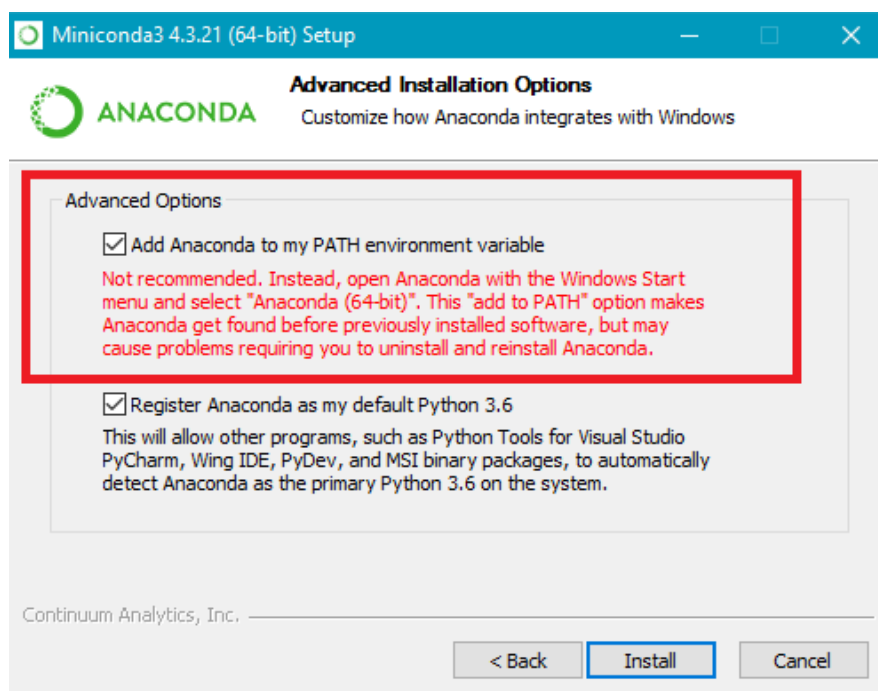 Miniconda3 4.3.21 (64-bit) Setup
ANACONDA
Advanced Installation Options
Customize how Anaconda integrates with Windows
Advanced Options
Add Anaconda to my PATH environment variable
Not recommended. Instead, open Anaconda with the Windows Start
menu and select "Anaconda (64-bit)". This "add to PATH" option makes
Anaconda get found before previously installed software, but may
cause problems requiring you to uninstall and reinstall Anaconda.
Register Anaconda as my default Python 3.6
This will allow other programs, such as Python Tools for Visual Studio
PyCharm, Wing IDE, PyDev, and MSI binary packages, to automatically
detect Anaconda as the primary Python 3.6 on the system.
Continuum Analytics, Inc.
< Back
Install
Cancel